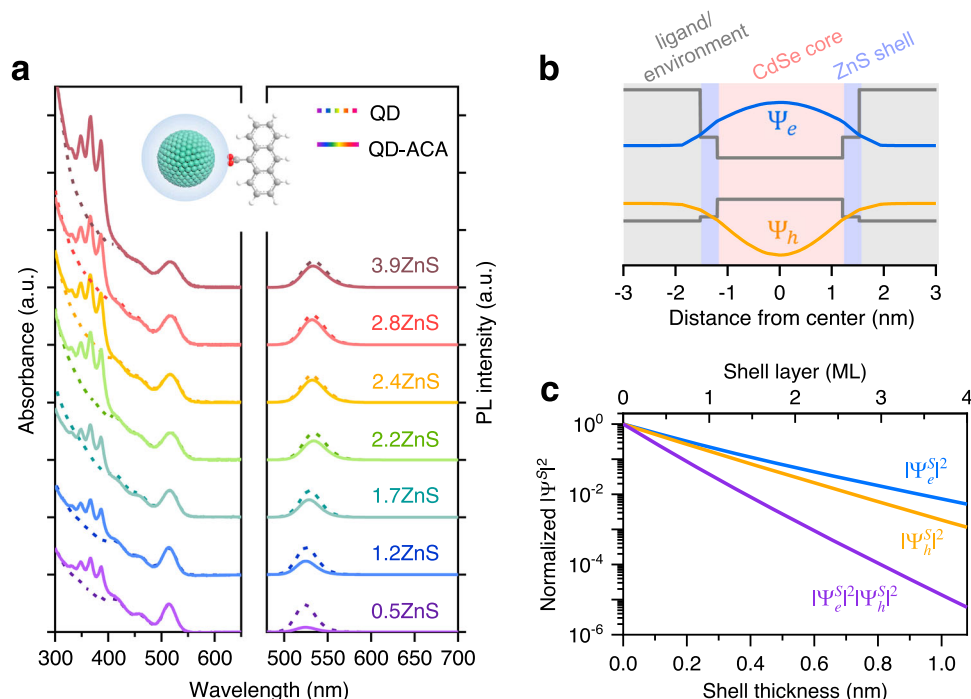 a
QD
QD-ACA
3.9ZnS
2.8ZnS
2.4ZnS
2.2ZnS
1.7ZnS
1.2ZnS
0.5ZnS
Absorbance (a.u.)
PL intensity (a.u.)
300 400 500 600 500 550 600 650 700
Wavelength (nm)
b
ligand/
environment
CdSe core
ZnS shell
Ψe
Ψh
-3 -2 -1 0 1 2 3
Distance from center (nm)
c
Shell layer (ML)
0 1 2 3 4
Normalized |Ψ^S|^2
10^0
10^-2
10^-4
10^-6
|Ψ_e^S|^2
|Ψ_h^S|^2
|Ψ_e^S|^2|Ψ_h^S|^2
0.0 0.2 0.4 0.6 0.8 1.0
Shell thickness (nm)